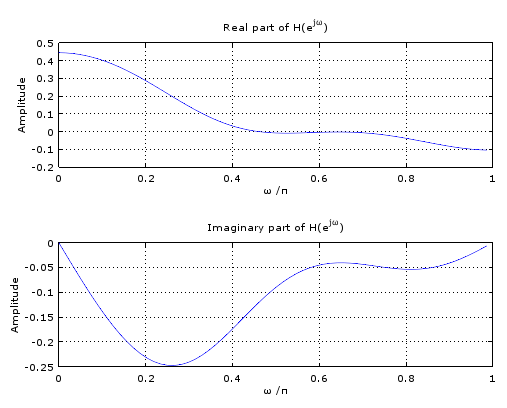 Real part of H(e^jω)
0.5
0.4
0.3
0.2
0.1
0
-0.1
-0.2
Amplitude
0 0.2 0.4 0.6 0.8 1
ω /π
Imaginary part of H(e^jω)
0
-0.05
-0.1
-0.15
-0.2
-0.25
Amplitude
0 0.2 0.4 0.6 0.8 1
ω /π